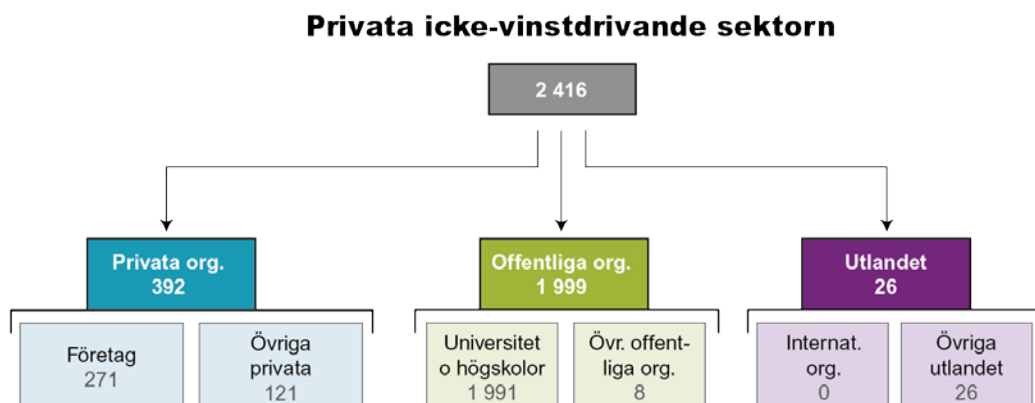 Privata icke-vinstdrivande sektorn
2 416
Privata org.
392
Offentliga org.
1 999
Utlandet
26
Företag
271
Övriga
privata
121
Universitet
o högskolor
1 991
Övr. offent-
liga org.
8
Internat.
org.
0
Övriga
utlandet
26